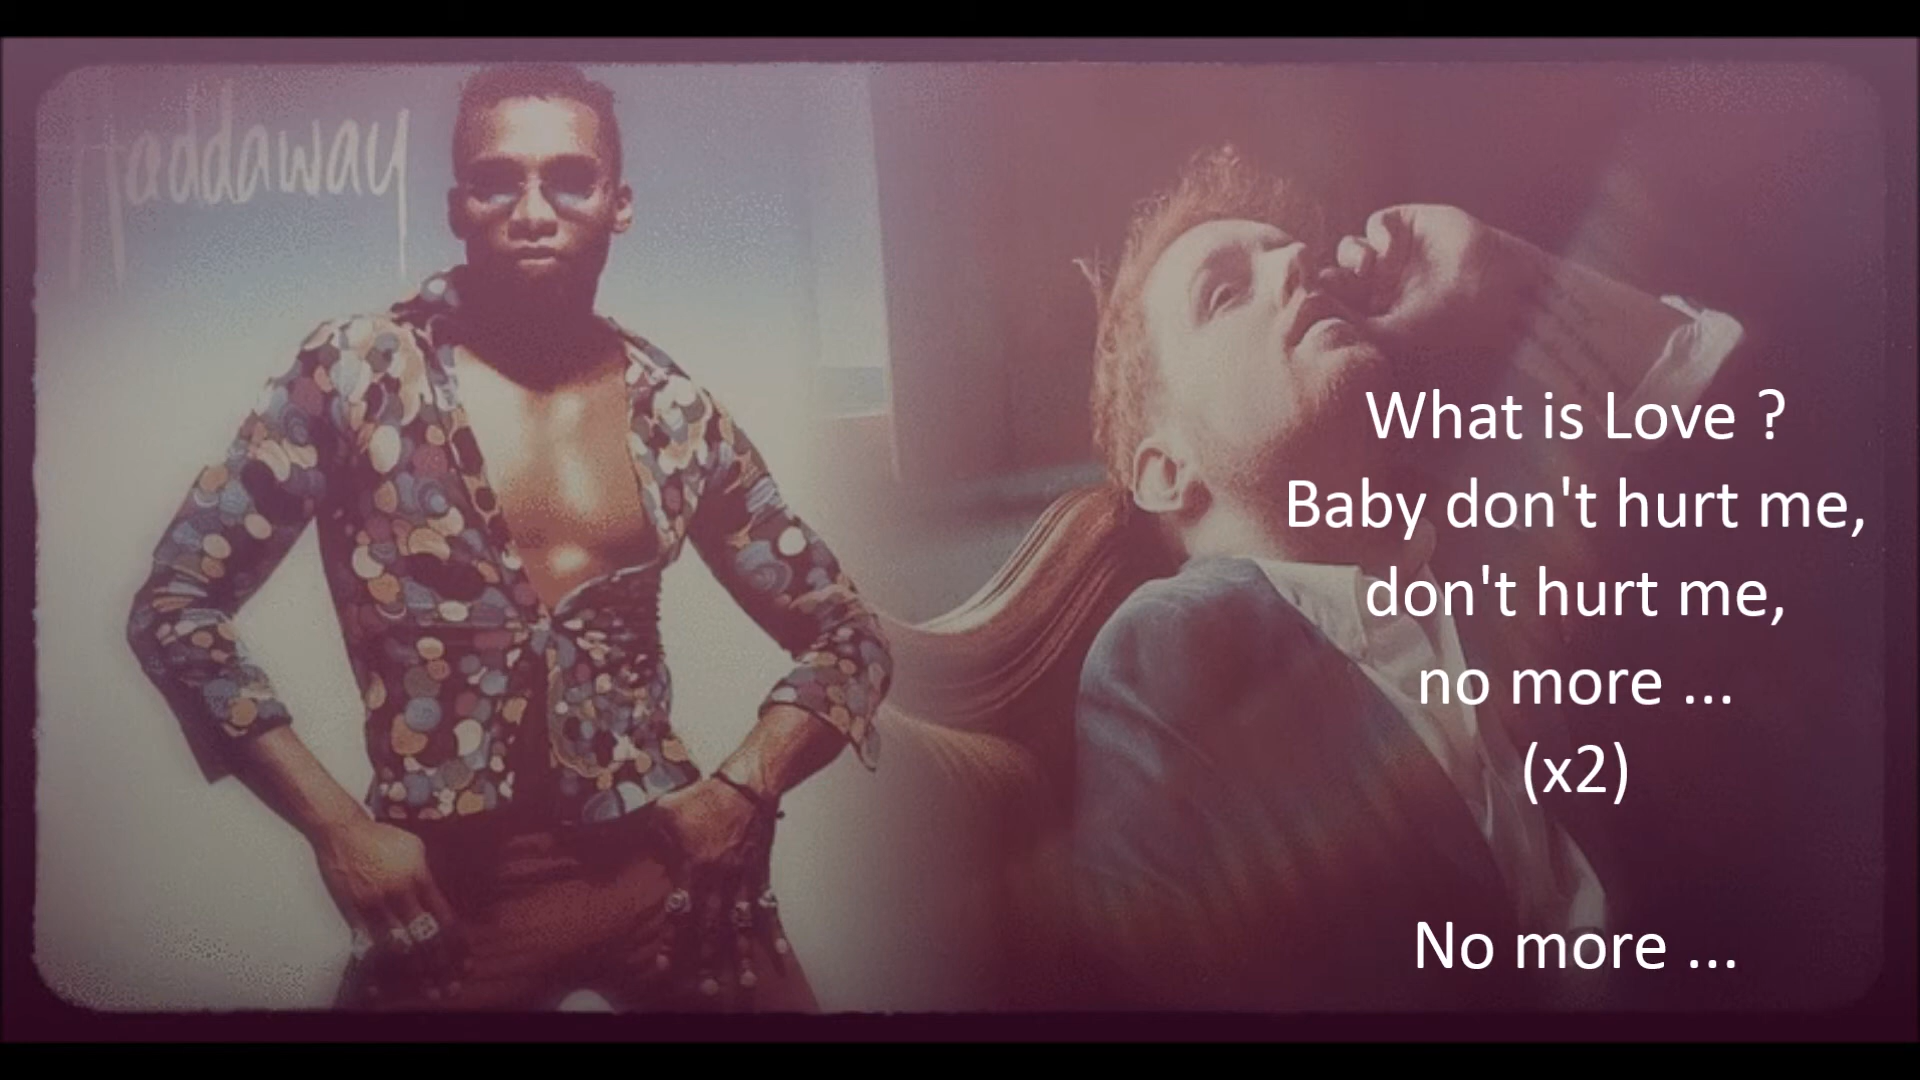 Haddaway
What is Love ?
Baby don't hurt me,
don't hurt me,
no more ...
(x2)
No more ...